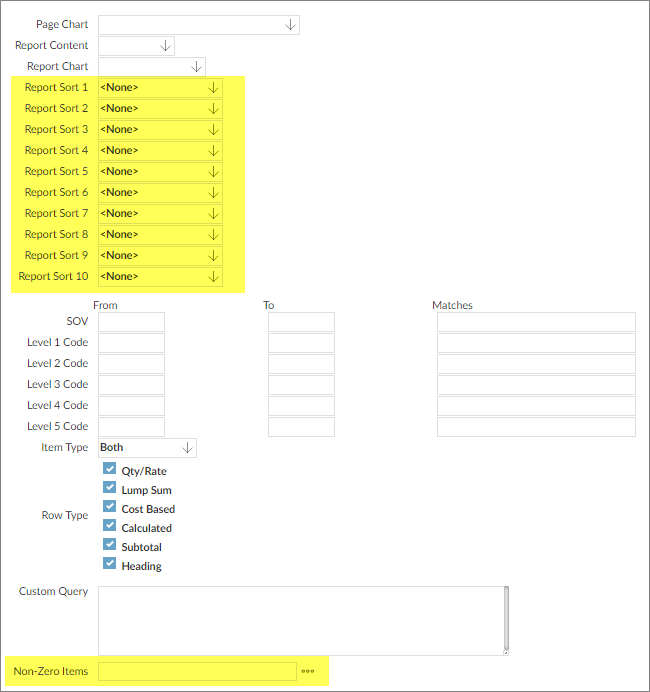 Page Chart
Report Content
Report Chart
Report Sort 1 <None>
Report Sort 2 <None>
Report Sort 3 <None>
Report Sort 4 <None>
Report Sort 5 <None>
Report Sort 6 <None>
Report Sort 7 <None>
Report Sort 8 <None>
Report Sort 9 <None>
Report Sort 10 <None>
From To Matches
SOV
Level 1 Code
Level 2 Code
Level 3 Code
Level 4 Code
Level 5 Code
Item Type Both
Qty/Rate
Lump Sum
Row Type Cost Based
Calculated
Subtotal
Heading
Custom Query
Non-Zero Items